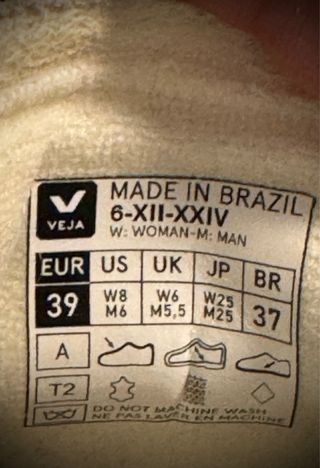 VEJA
MADE IN BRAZIL
6-XII-XXIV
W: WOMAN-M: MAN
EUR US UK JP BR
39 W8 M6 W6 M5,5 W25 M25 37
A
T2
DO NOT MACHINE WASH
NE PAS LAVER EN MACHINE